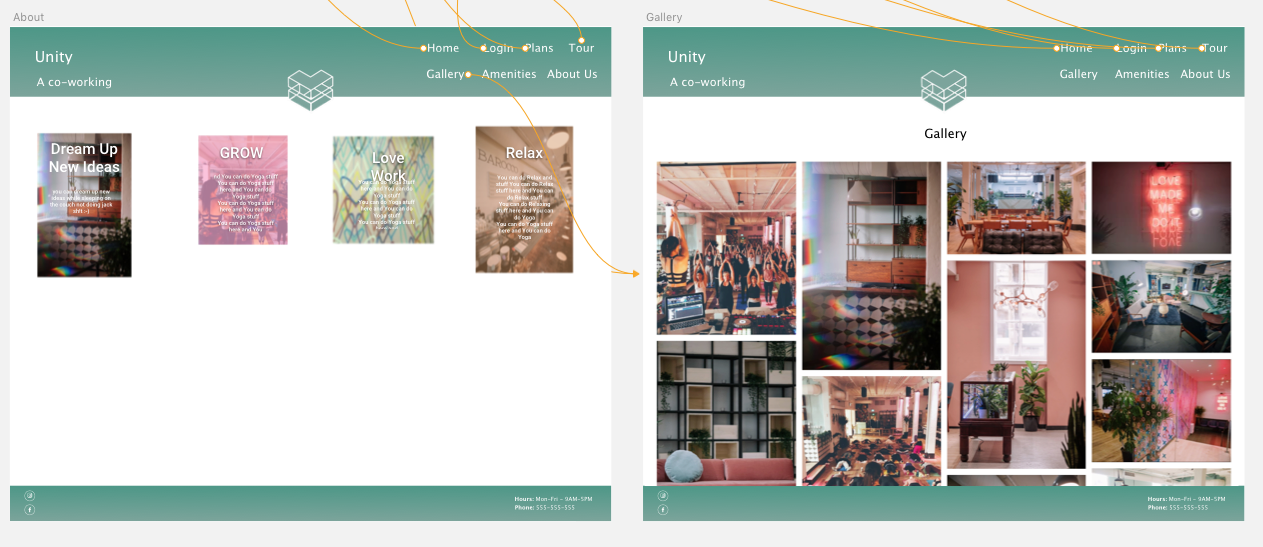 About
Unity
A co-working
Home Login Plans Tour
Gallery Amenities About Us
Dream Up
New Ideas
You can dream up new
ideas while sleeping on
the couch not doing jack
shit :-)
GROW
nd You can do Yoga stuff
You can do Yoga stuff
here and You can do
Yoga stuff
You can do Yoga stuff
here and You can do
Yoga stuff
You can do Yoga stuff
here and You
Love
Work
You can do Yoga stuff
You can do Yoga stuff
here and You can do
Yoga stuff
You can do Yoga stuff
here and You can do
Yoga stuff
You can do Yoga stuff
Relax
You can do Relax and
stuff You can do Relax
stuff here and You can
do Relax stuff
You can do Relaxing
stuff here and You can
do Yoga
You can do Yoga stuff
here and You can do
Yoga
Hours: Mon-Fri - 9AM-5PM
Phone: 555-555-555
Gallery
Unity
A co-working
Home Login Plans Tour
Gallery Amenities About Us
Gallery
LOVE
MADE
ME
DO
LOVE
Hours: Mon-Fri - 9AM-5PM
Phone: 555-555-555